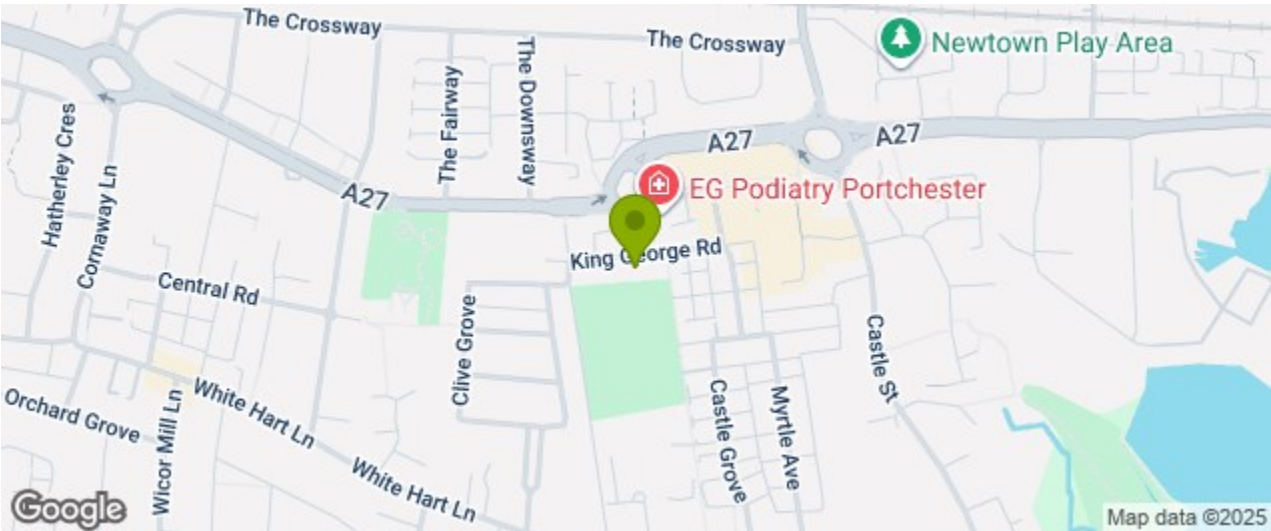 The Crossway
The Crossway
Newtown Play Area
The Fairway
The Downsway
A27
A27
Hatherley Cres
Cornaway Ln
A27
EG Podiatry Portchester
King George Rd
Central Rd
Clive Grove
Castle St
Orchard Grove
Wicor Mill Ln
White Hart Ln
White Hart Ln
Castle Grove
Myrtle Ave
Google
Map data ©2025